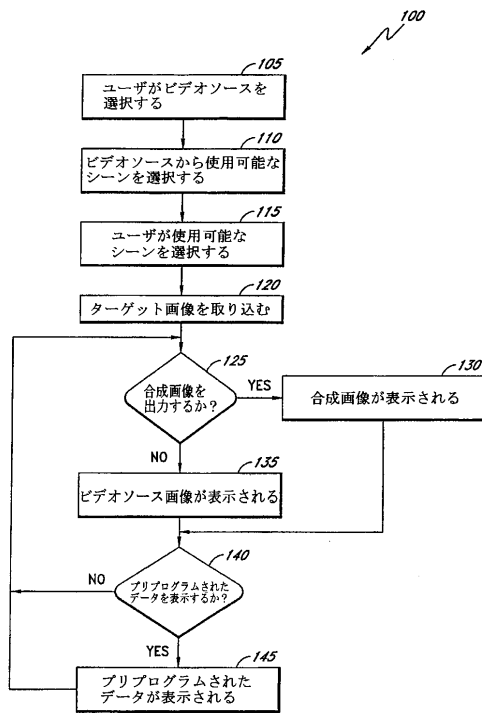 100
105
ユーザがビデオソースを
選択する
110
ビデオソースから使用可能な
シーンを選択する
115
ユーザが使用可能な
シーンを選択する
120
ターゲット画像を取り込む
125
合成画像を
出力するか?
YES
130
合成画像が表示される
NO
135
ビデオソース画像が表示される
140
プリプログラムされた
データを表示するか?
NO
YES
145
プリプログラムされた
データが表示される